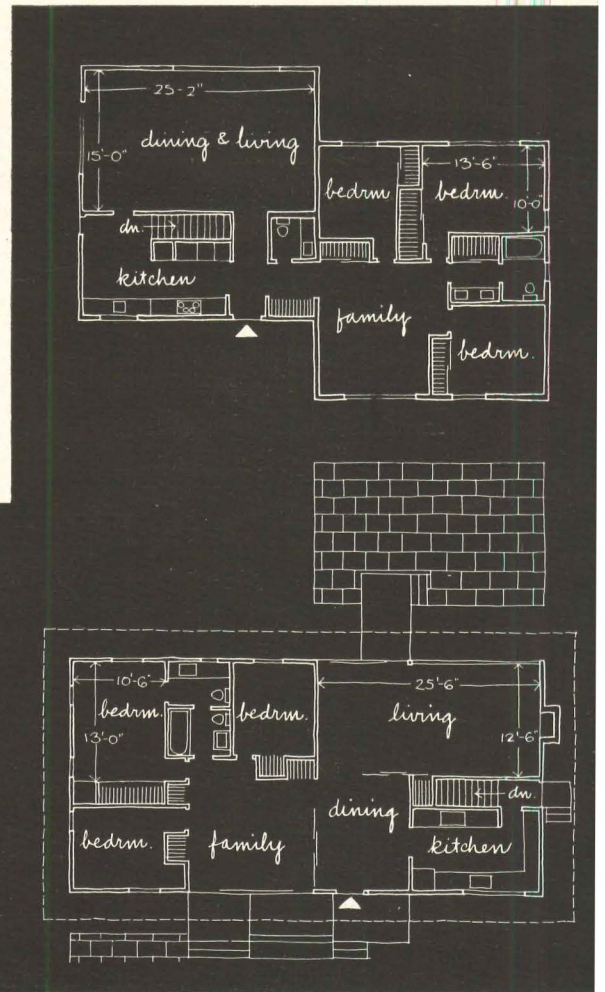 25-2"
dining & living
15'-0"
13'-6"
bedrm.
bedrm.
10-0"
dn.
kitchen
family
bedrm.
10'-6"
25'-6"
bedrm.
bedrm.
living
13'-0"
12'-6"
dn.
dining
bedrm.
family
kitchen